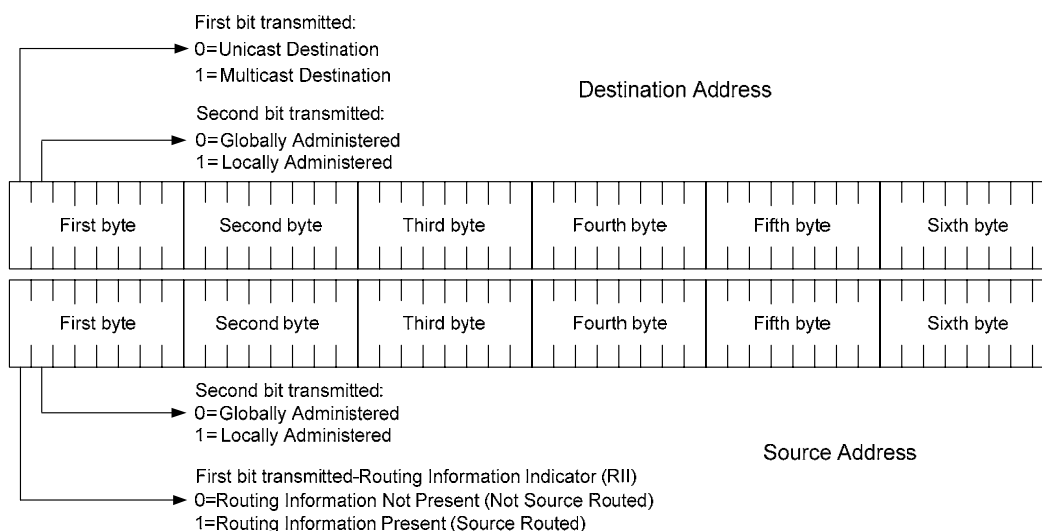 First bit transmitted:
0=Unicast Destination
1=Multicast Destination
Destination Address
Second bit transmitted:
0=Globally Administered
1=Locally Administered
First byte Second byte Third byte Fourth byte Fifth byte Sixth byte
First byte Second byte Third byte Fourth byte Fifth byte Sixth byte
Second bit transmitted:
0=Globally Administered
1=Locally Administered
Source Address
First bit transmitted-Routing Information Indicator (RII)
0=Routing Information Not Present (Not Source Routed)
1=Routing Information Present (Source Routed)